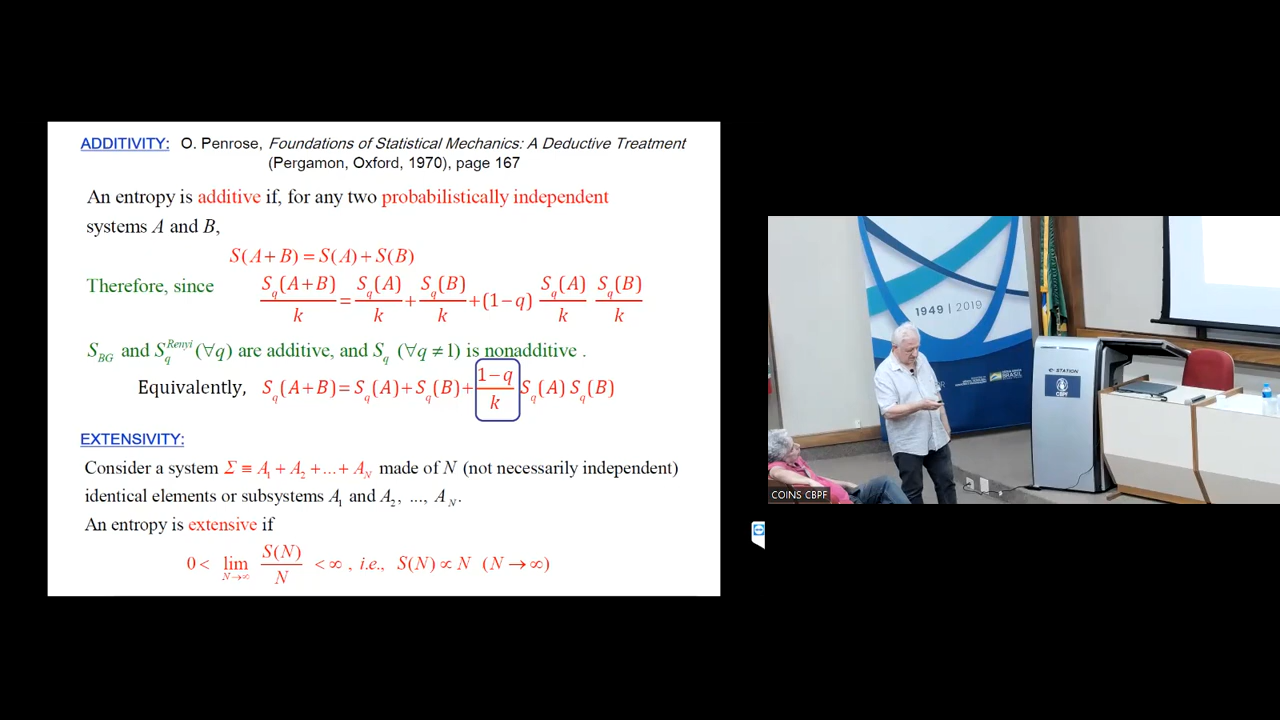 ADDITIVITY: O. Penrose, Foundations of Statistical Mechanics: A Deductive Treatment
(Pergamon, Oxford, 1970), page 167
An entropy is additive if, for any two probabilistically independent
systems A and B,
S(A+B) = S(A) + S(B)
Therefore, since S_q(A+B)/k = S_q(A)/k + S_q(B)/k + (1−q) S_q(A)/k S_q(B)/k
S_BG and S_q^Renyi (∀q) are additive, and S_q (∀q ≠ 1) is nonadditive .
Equivalently, S_q(A+B) = S_q(A) + S_q(B) + (1−q)/k S_q(A) S_q(B)
EXTENSIVITY:
Consider a system Σ ≡ A_1 + A_2 + ... + A_N made of N (not necessarily independent)
identical elements or subsystems A_1 and A_2, ..., A_N.
An entropy is extensive if
0 < lim_{N→∞} S(N)/N < ∞ , i.e., S(N) ∝ N (N → ∞)
1949 | 2019
BRASIL
STATION
CBPF
COINS CBPF